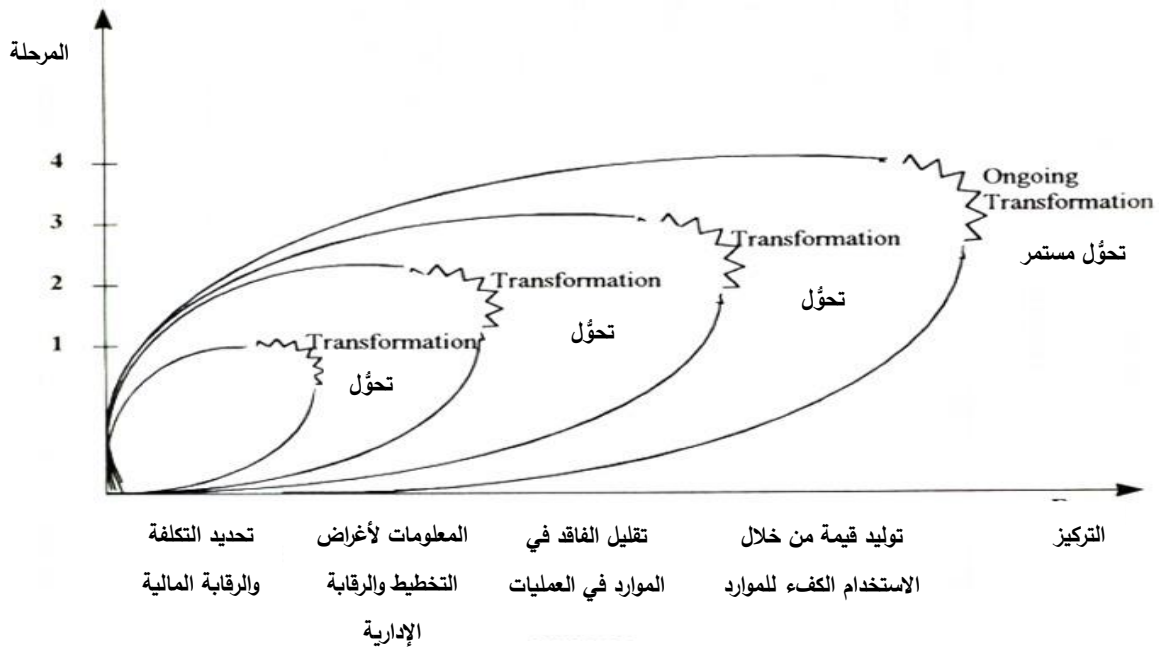 المرحلة
4
Ongoing
Transformation
تحوُّل مستمر
3
Transformation
تحوُّل
2
Transformation
تحوُّل
1
Transformation
تحوُّل
تحديد التكلفة
والرقابة المالية
المعلومات لأغراض
التخطيط والرقابة
الإدارية
تقليل الفاقد في
الموارد في العمليات
توليد قيمة من خلال
الاستخدام الكفء للموارد
التركيز